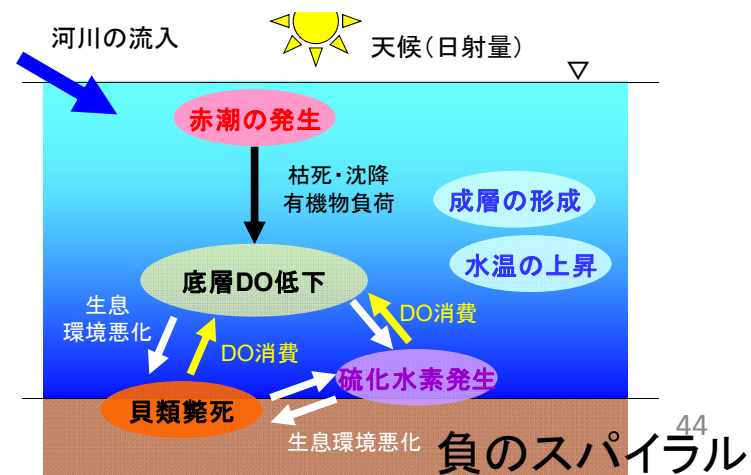 河川の流入
天候(日射量)
▽
赤潮の発生
枯死・沈降
有機物負荷
成層の形成
水温の上昇
底層DO低下
生息
環境悪化
DO消費
DO消費
硫化水素発生
貝類斃死
生息環境悪化
44
負のスパイラル